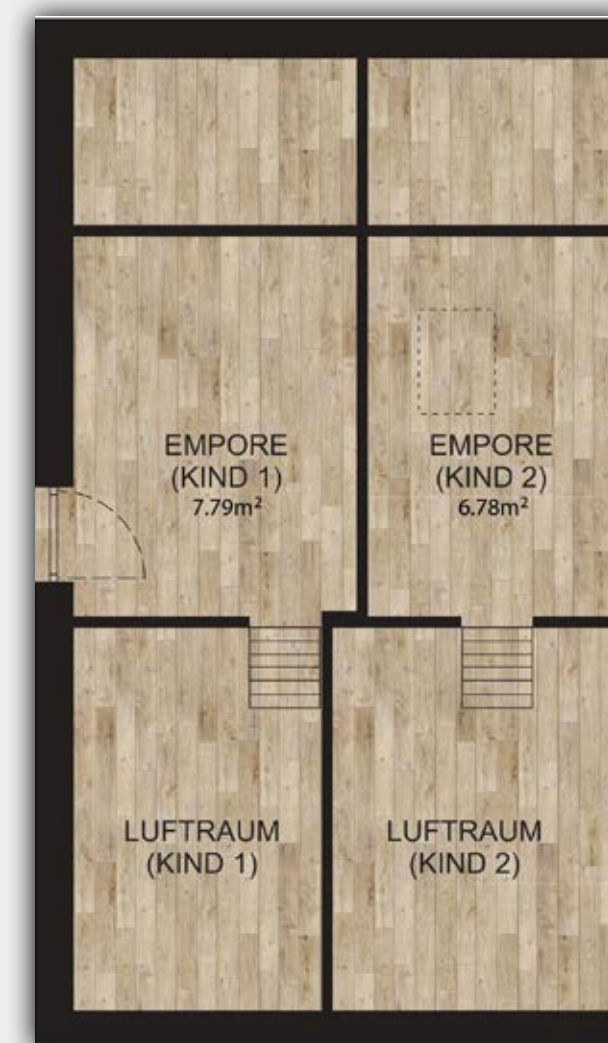 EMPORE
(KIND 1)
7.79m²
EMPORE
(KIND 2)
6.78m²
LUFTRAUM
(KIND 1)
LUFTRAUM
(KIND 2)